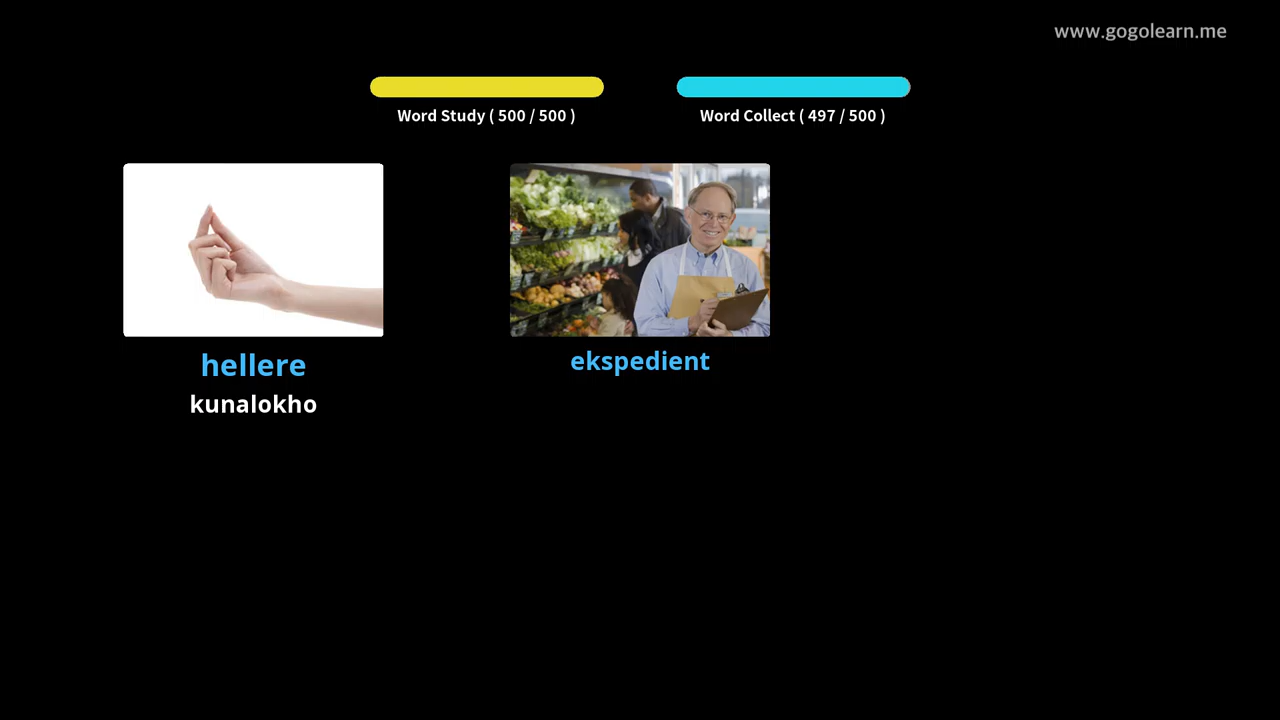 www.gogolearn.me
Word Study ( 500 / 500 )
Word Collect ( 497 / 500 )
hellere
kunalokho
ekspedient